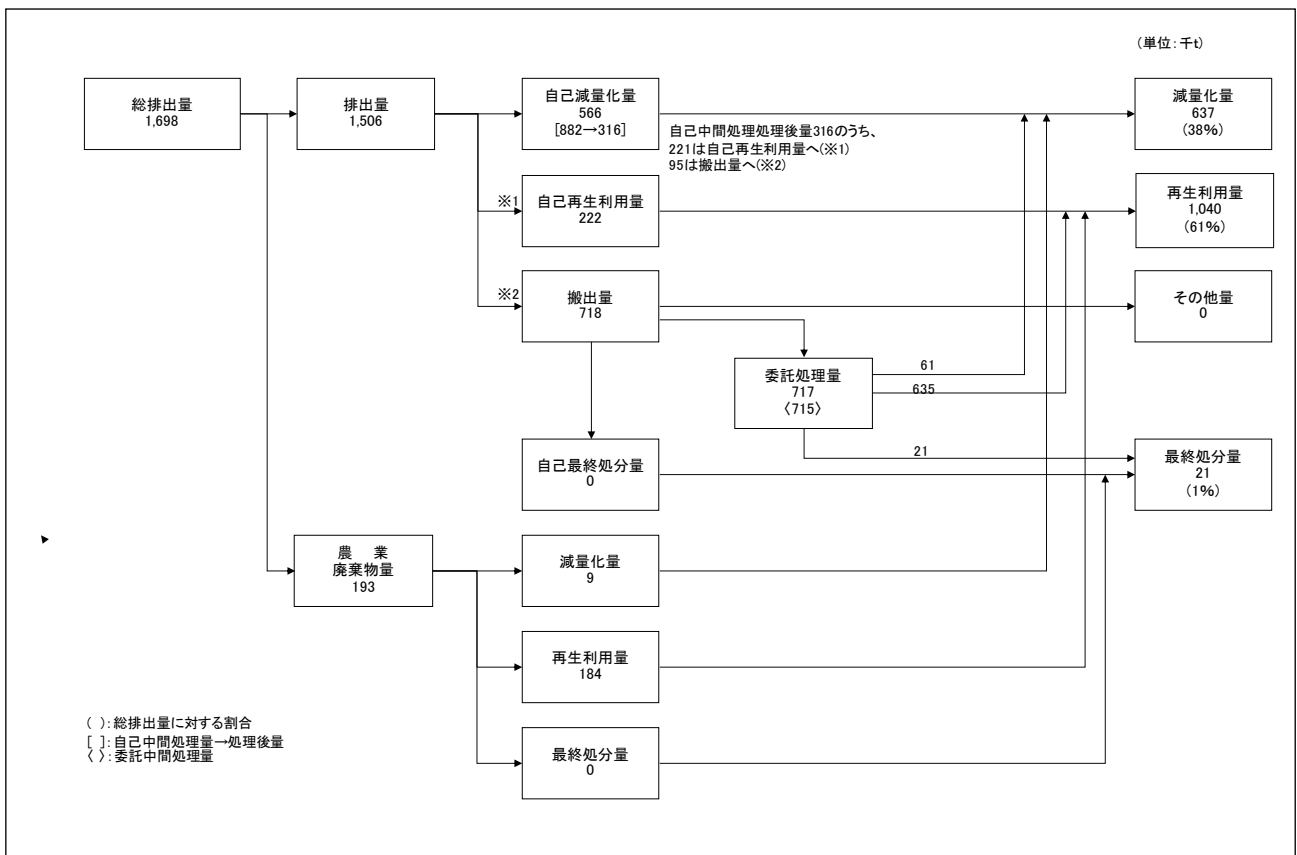 (単位:千t)
総排出量
1,698
排出量
1,506
自己減量化量
566
[882→316]
自己中間処理処理後量316のうち、
221は自己再生利用量へ(※1)
95は搬出量へ(※2)
減量化量
637
(38%)
※1
自己再生利用量
222
再生利用量
1,040
(61%)
※2
搬出量
718
その他量
0
委託処理量
717
〈715〉
61
635
21
自己最終処分量
0
最終処分量
21
(1%)
農 業
廃棄物量
193
減量化量
9
再生利用量
184
最終処分量
0
( ):総排出量に対する割合
[ ]:自己中間処理量→処理後量
〈 〉:委託中間処理量